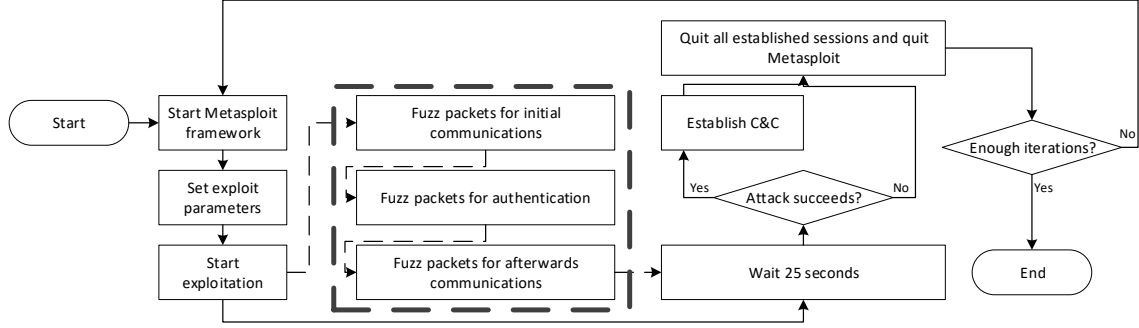 Start
Start Metasploit
framework
Set exploit
parameters
Start
exploitation
Fuzz packets for initial
communications
Fuzz packets for authentication
Fuzz packets for afterwards
communications
Quit all established sessions and quit
Metasploit
Establish C&C
Yes
Attack succeeds?
No
Wait 25 seconds
Enough iterations?
No
Yes
End